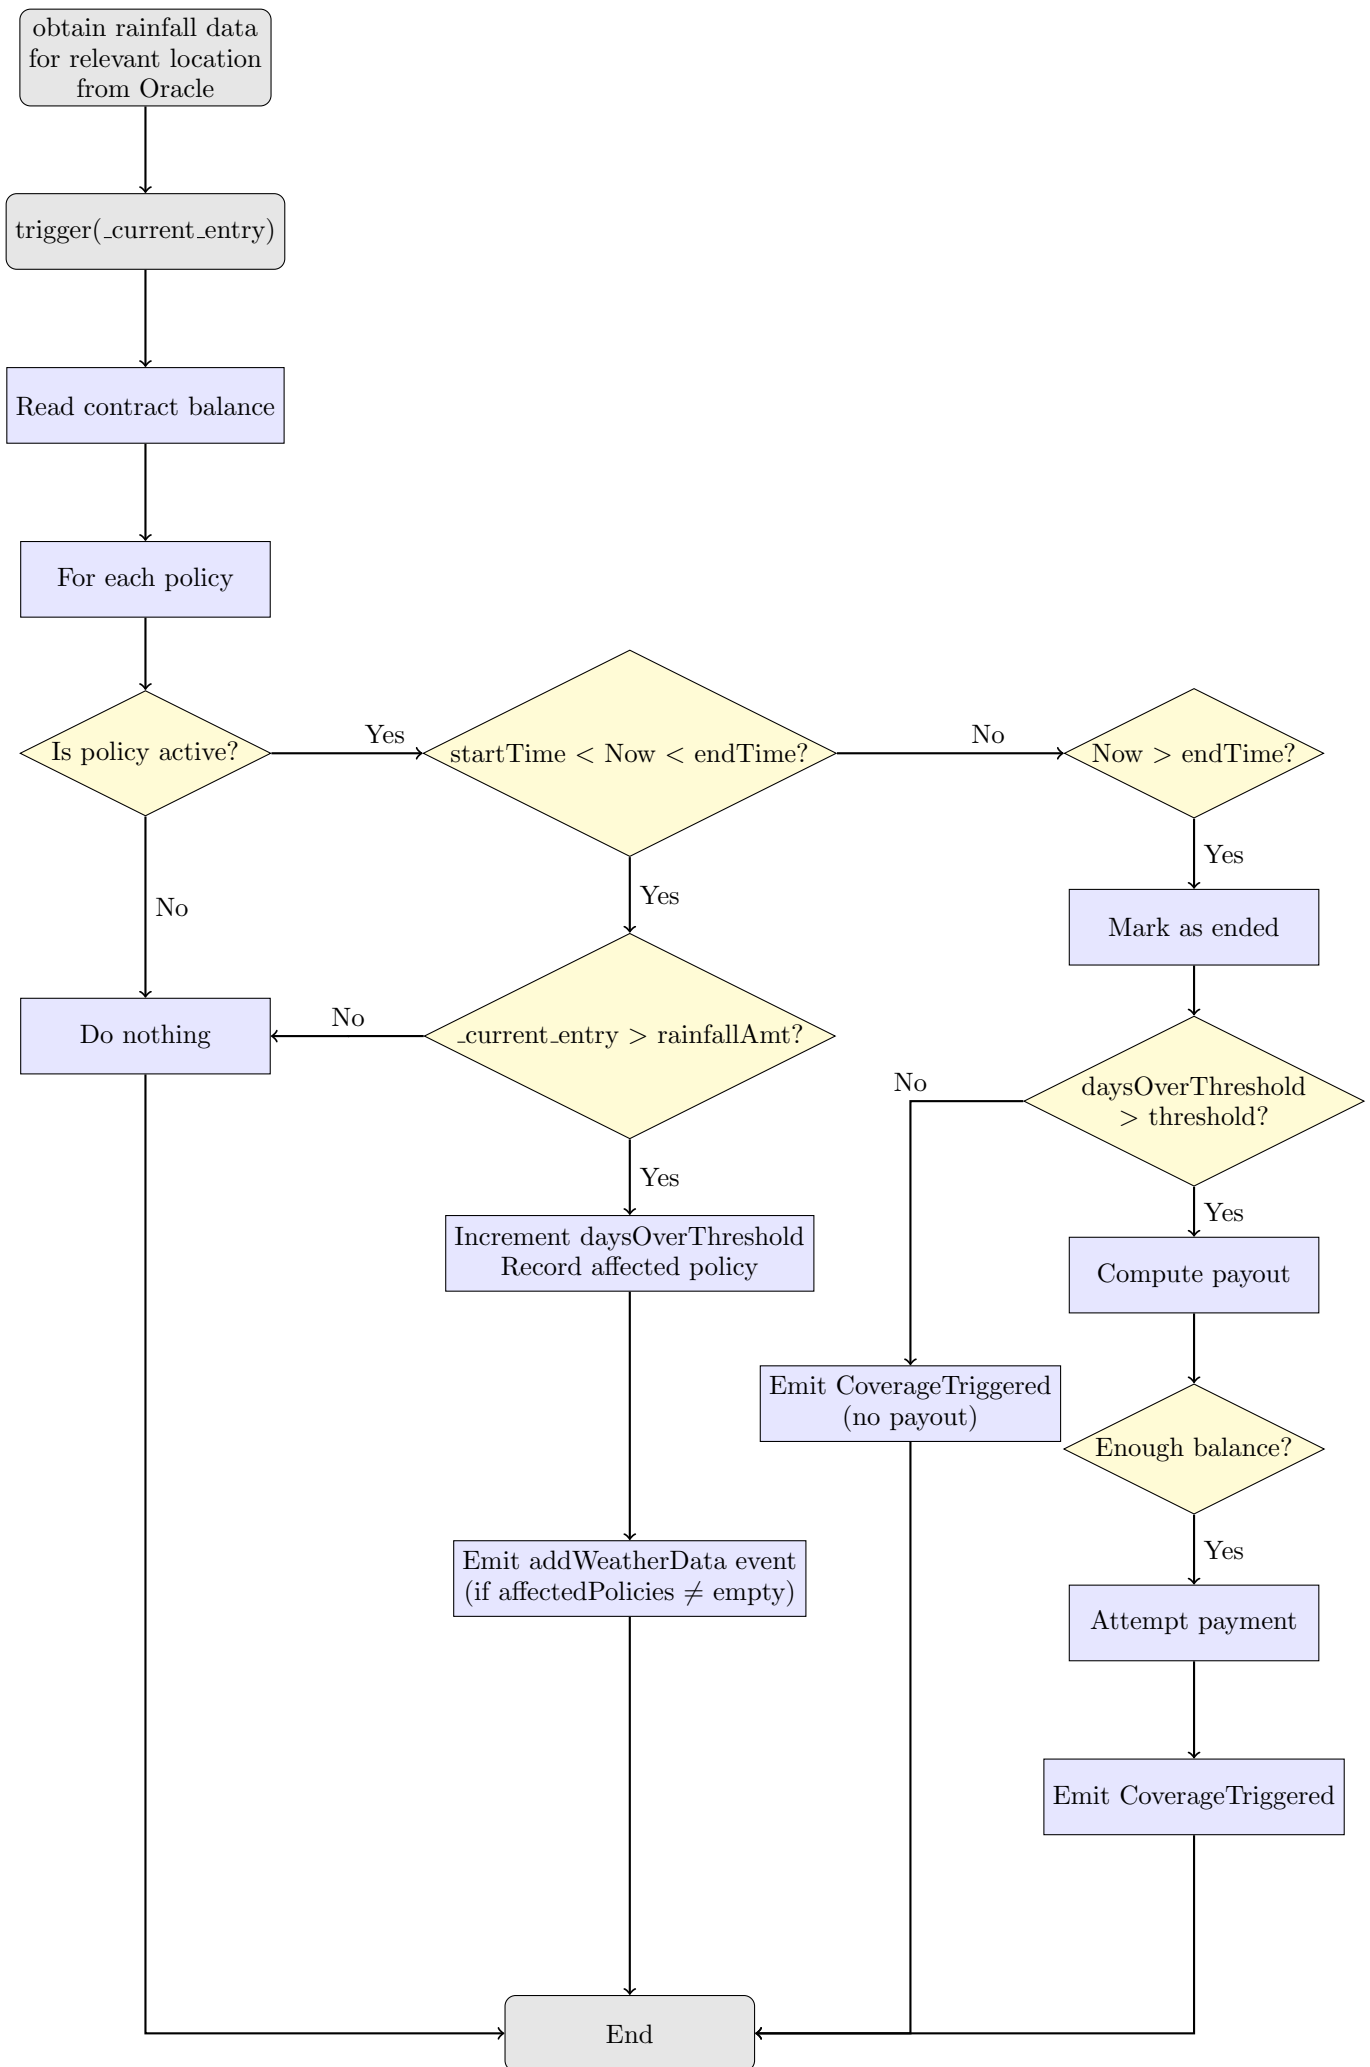 obtain rainfall data
for relevant location
from Oracle
trigger(_current_entry)
Read contract balance
For each policy
Is policy active?
Yes
startTime < Now < endTime?
No
Now > endTime?
Yes
Mark as ended
No
Yes
Do nothing
No
_current_entry > rainfallAmt?
No
daysOverThreshold
> threshold?
Yes
Yes
Increment daysOverThreshold
Record affected policy
Compute payout
Emit CoverageTriggered
(no payout)
Enough balance?
Yes
Emit addWeatherData event
(if affectedPolicies ≠ empty)
Attempt payment
Emit CoverageTriggered
End